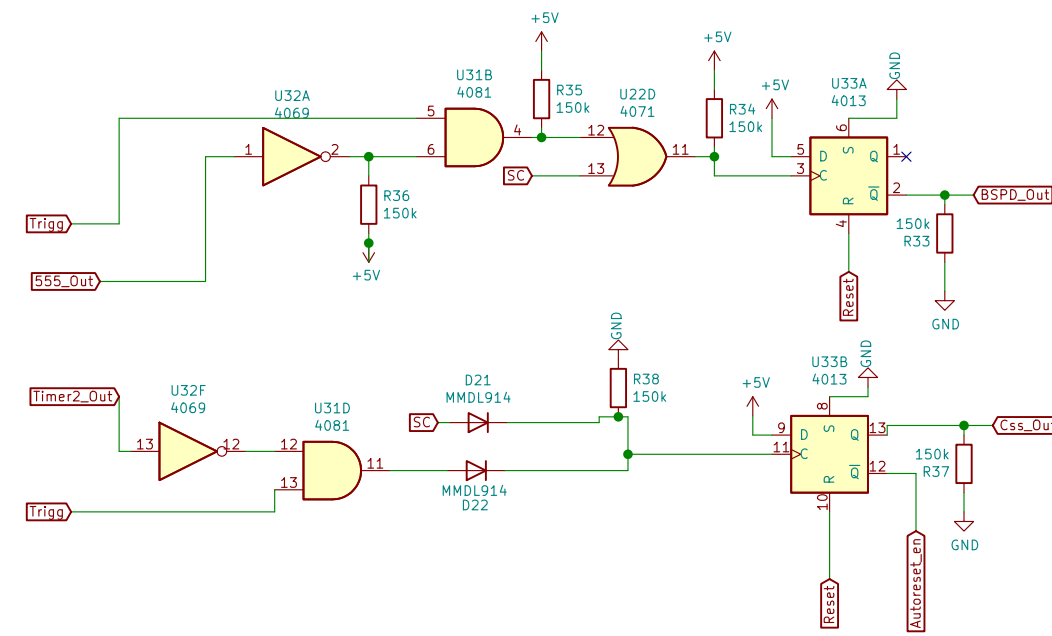 +5V
+5V
GND
U33A
4013
+5V
U31B
4081
R35
150k
U22D
4071
U32A
4069
R34
150k
5
6
4
12
13
11
5
3
6
D
C
S
R
Q
Q
1
2
4
1
2
SC
R36
150k
+5V
BSPD_Out
150k
R33
GND
Trigg
555_Out
Reset
GND
GND
U33B
4013
+5V
Timer2_Out
U32F
4069
U31D
4081
D21
MMDL914
R38
150k
SC
8
9
11
D
C
S
R
Q
Q
13
12
10
Css_Out
150k
R37
GND
13
12
12
13
11
MMDL914
D22
Trigg
Reset
Autoreset_en